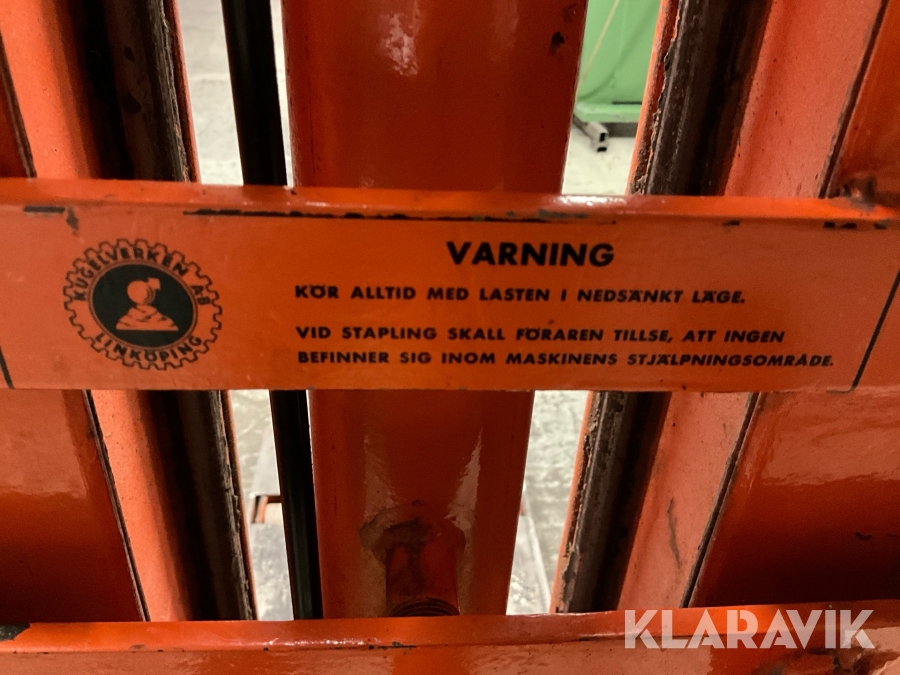 VARNING
KÖR ALLTID MED LASTEN I NEDSÄNKT LÄGE.
VID STAPLING SKALL FÖRAREN TILLSE, ATT INGEN
BEFINNER SIG INOM MASKINENS STJÄLPNINGSOMRÅDE.
KUGELVERKEN AB
LINKÖPING
KLARAVIK